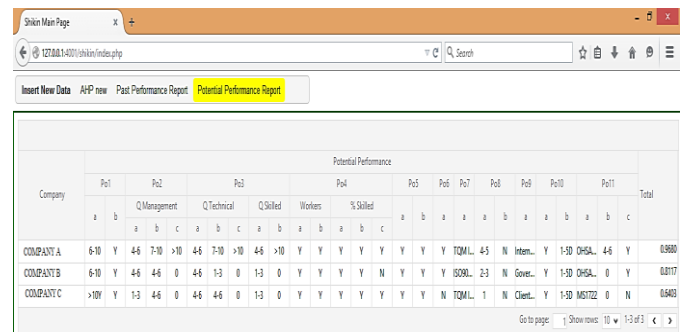 Shikin Main Page
127.0.0.1:4001/shikin/index.php
Search
Insert New Data AHP new Past Performance Report Potential Performance Report
Potential Performance
Company Po1 Po2 Po3 Po4 Po5 Po6 Po7 Po8 Po9 Po10 Po11 Total
Q Management Q Technical Q Skilled Workers % Skilled
a b a b c a b c a b a b a b c a b a a a b a a b a b c
COMPANY A 6-10 Y 4-6 7-10 >10 4-6 7-10 >10 4-6 >10 Y Y Y Y Y Y Y Y TQM I... 4-5 N Intern... Y 1-5D OHSA... 4-6 Y 0.9680
COMPANY B 6-10 Y 4-6 4-6 0 4-6 1-3 0 1-3 0 Y Y Y Y N Y Y Y ISO90... 2-3 N Gover... Y 1-5D OHSA... 0 Y 0.8117
COMPANY C >10Y Y 1-3 4-6 0 4-6 4-6 0 1-3 0 Y Y Y Y Y Y Y N TQM I... 1 N Client... Y 1-5D MS1722 0 N 0.6403
Go to page: 1 Show rows: 10 1-3 of 3